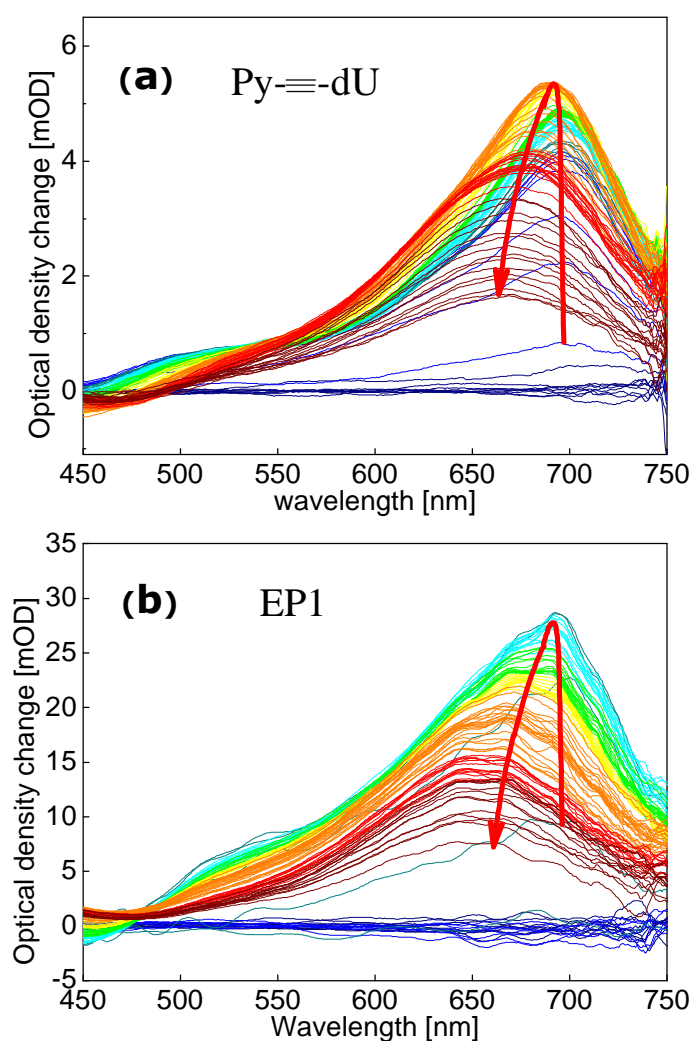 (a) Py-≡-dU
Optical density change [mOD]
6
4
2
0
450 500 550 600 650 700 750
wavelength [nm]
(b) EP1
Optical density change [mOD]
35
30
25
20
15
10
5
0
-5
450 500 550 600 650 700 750
Wavelength [nm]